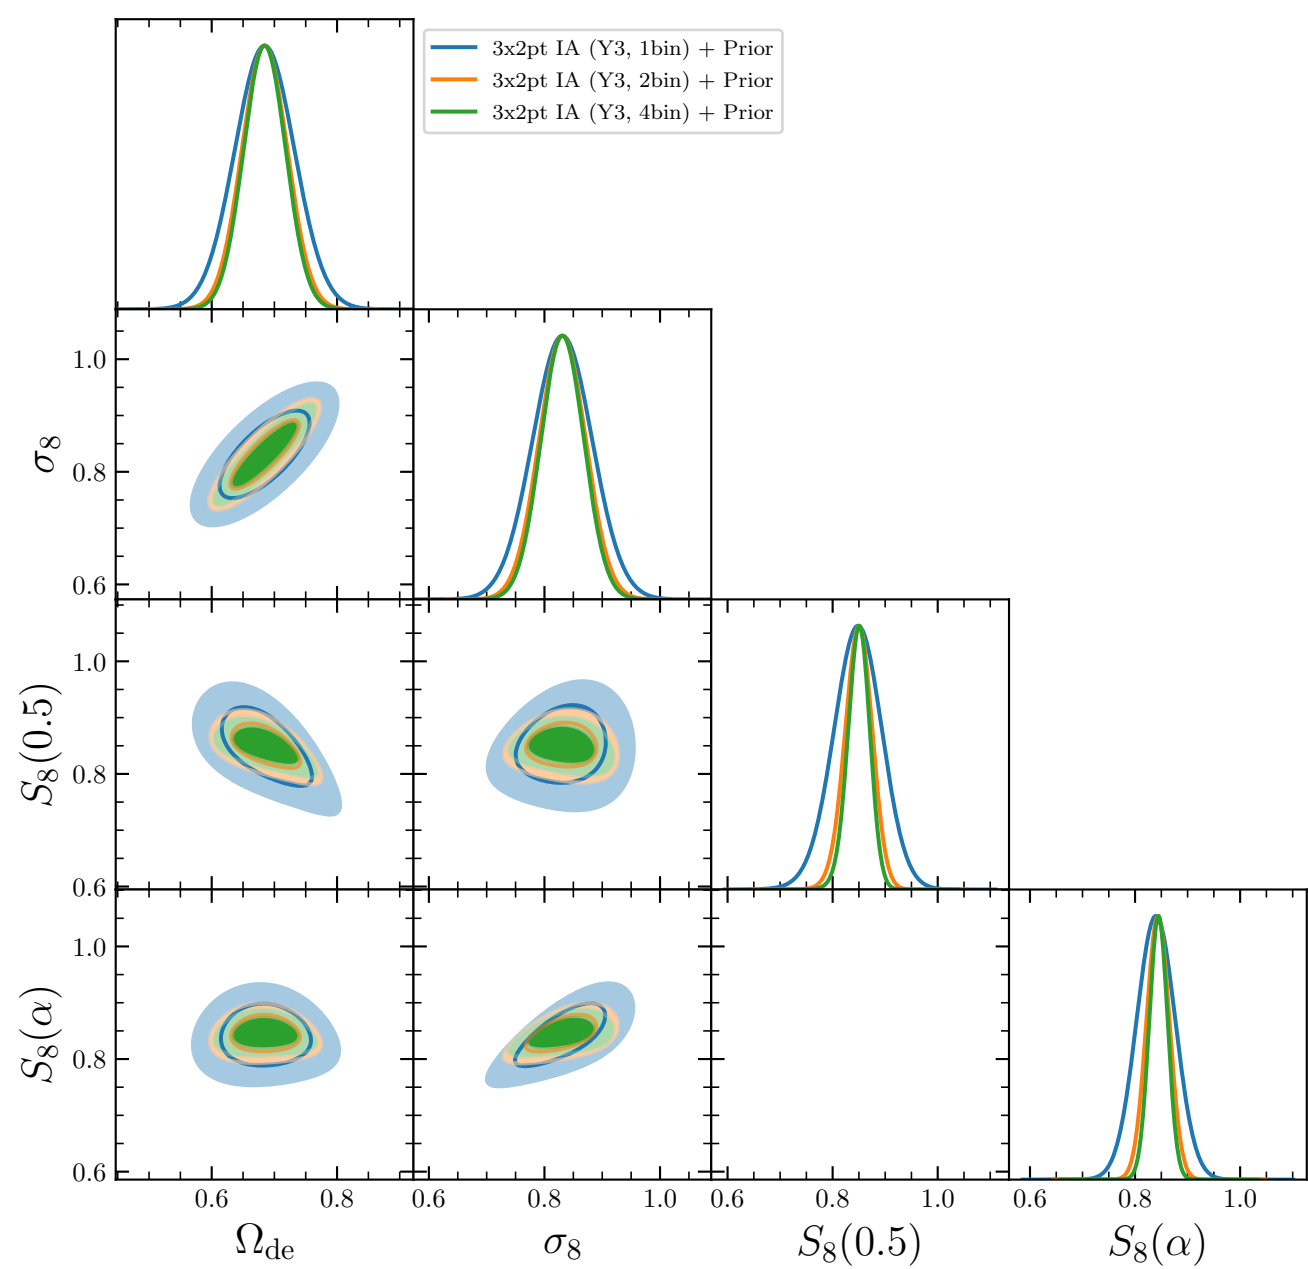 3x2pt IA (Y3, 1bin) + Prior
3x2pt IA (Y3, 2bin) + Prior
3x2pt IA (Y3, 4bin) + Prior
1.0
0.8
0.6
σ8
1.0
0.8
0.6
S8(0.5)
1.0
0.8
0.6
S8(α)
0.6 0.8 0.6 0.8 1.0 0.6 0.8 1.0 0.6 0.8 1.0
Ωde σ8 S8(0.5) S8(α)